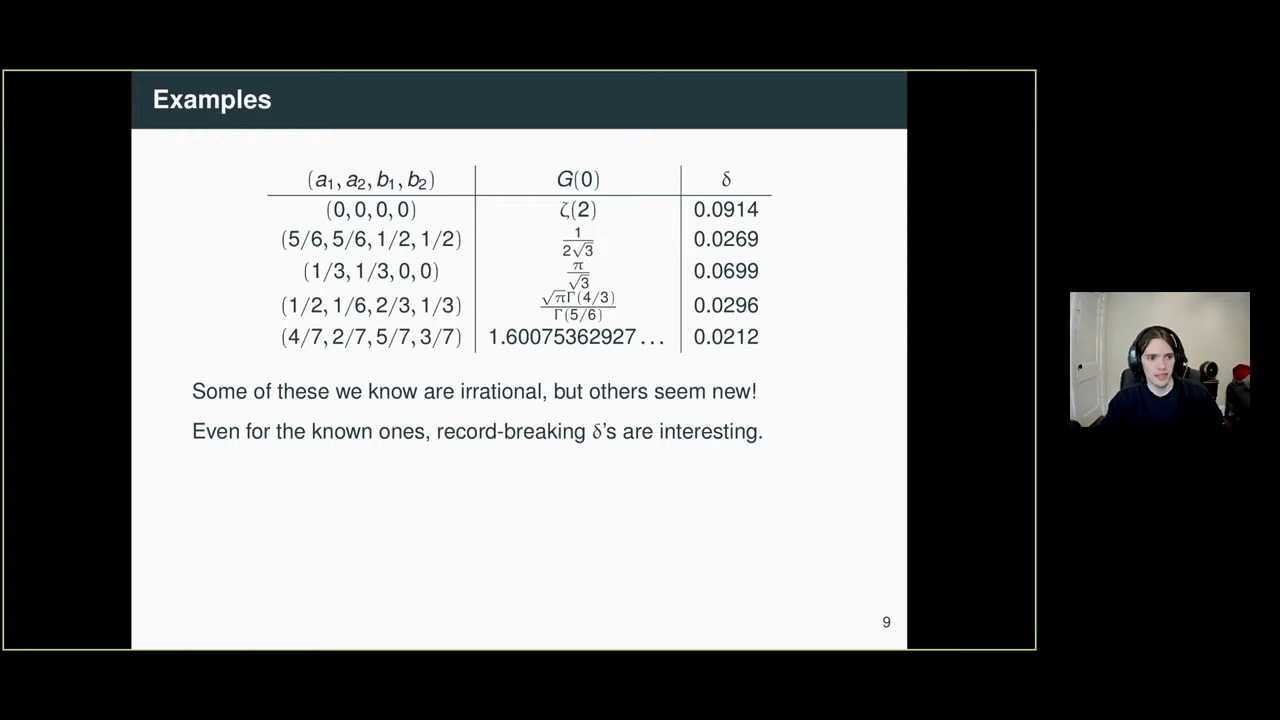 Examples
(a₁, a₂, b₁, b₂) G(0) δ
(0, 0, 0, 0) ζ(2) 0.0914
(5/6, 5/6, 1/2, 1/2) 1/(2√3) 0.0269
(1/3, 1/3, 0, 0) π/√3 0.0699
(1/2, 1/6, 2/3, 1/3) √πΓ(4/3)/Γ(5/6) 0.0296
(4/7, 2/7, 5/7, 3/7) 1.60075362927... 0.0212
Some of these we know are irrational, but others seem new!
Even for the known ones, record-breaking δ's are interesting.
9